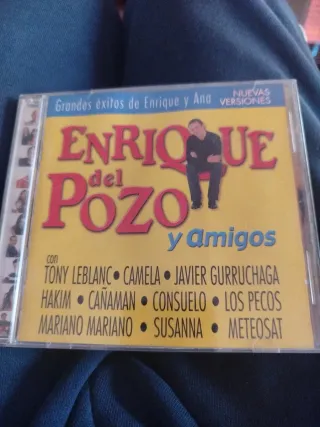 Grandes éxitos de Enrique y Ana
NUEVAS
VERSIONES
ENRIQUE
del
POZO
y amigos
con
TONY LEBLANC • CAMELA • JAVIER GURRUCHAGA
HAKIM • CAÑAMAN • CONSUELO • LOS PECOS
MARIANO MARIANO • SUSANNA • METEOSAT